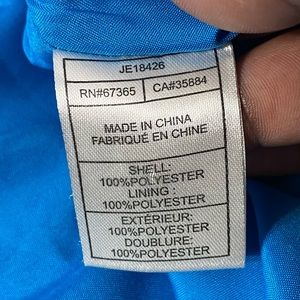 JE18426
RN#67365 CA#35884
MADE IN CHINA
FABRIQUÉ EN CHINE
SHELL:
100%POLYESTER
LINING :
100%POLYESTER
EXTÉRIEUR:
100%POLYESTER
DOUBLURE:
100%POLYESTER